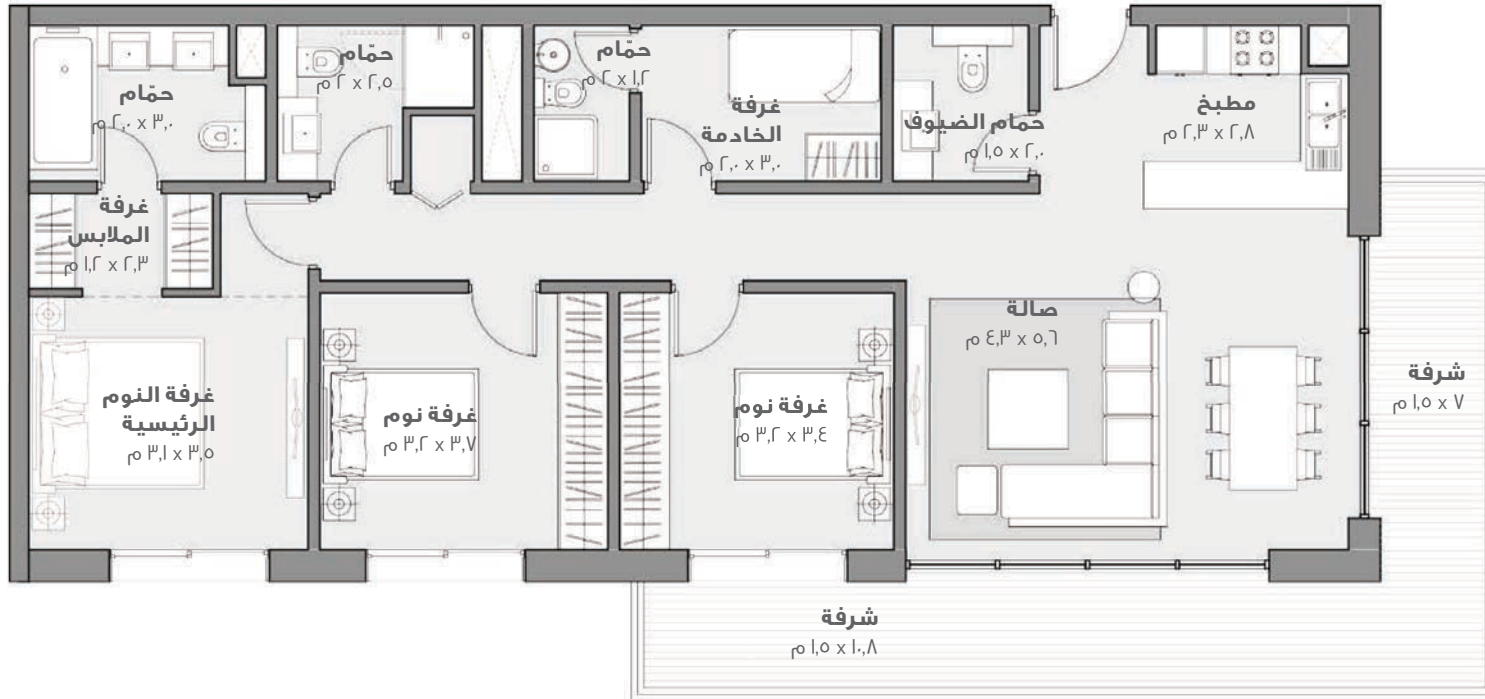 حمّام
٢,٠ x ٣,٠ م
حمّام
٢ x ٢,٥ م
حمّام
٢ x ١,٢ م
غرفة
الخادمة
٢,٠ x ٣,٠ م
حمام الضيوف
١,٥ x ٢,٠ م
مطبخ
٢,٣ x ٢,٨ م
غرفة
الملابس
١,٢ x ٢,٣ م
صالة
٤,٣ x ٥,٦ م
شرفة
١,٥ x ٧ م
غرفة النوم
الرئيسية
٣,١ x ٣,٥ م
غرفة نوم
٣,٢ x ٣,٧ م
غرفة نوم
٣,٢ x ٣,٤ م
شرفة
١,٥ x ١٠,٨ م